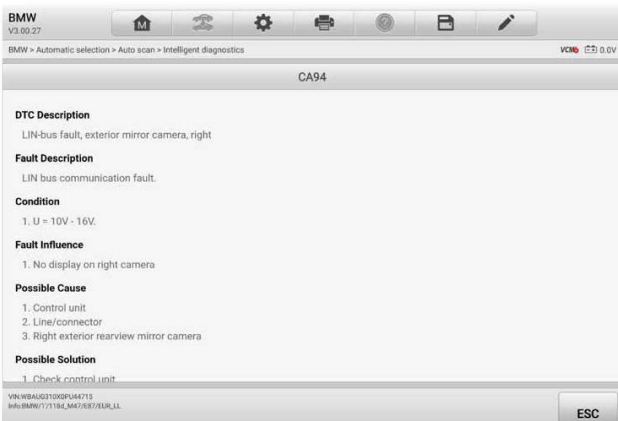 BMW
V3.00.27
M
BMW > Automatic selection > Auto scan > Intelligent diagnostics
VCMI 0.0V
CA94
DTC Description
LIN-bus fault, exterior mirror camera, right
Fault Description
LIN bus communication fault.
Condition
1. U = 10V - 16V.
Fault Influence
1. No display on right camera
Possible Cause
1. Control unit
2. Line/connector
3. Right exterior rearview mirror camera
Possible Solution
1. Check control unit
VIN:WBAUG310X0PU44715
Info:BMW/1'/118d_M47/E87/EUR_LL
ESC